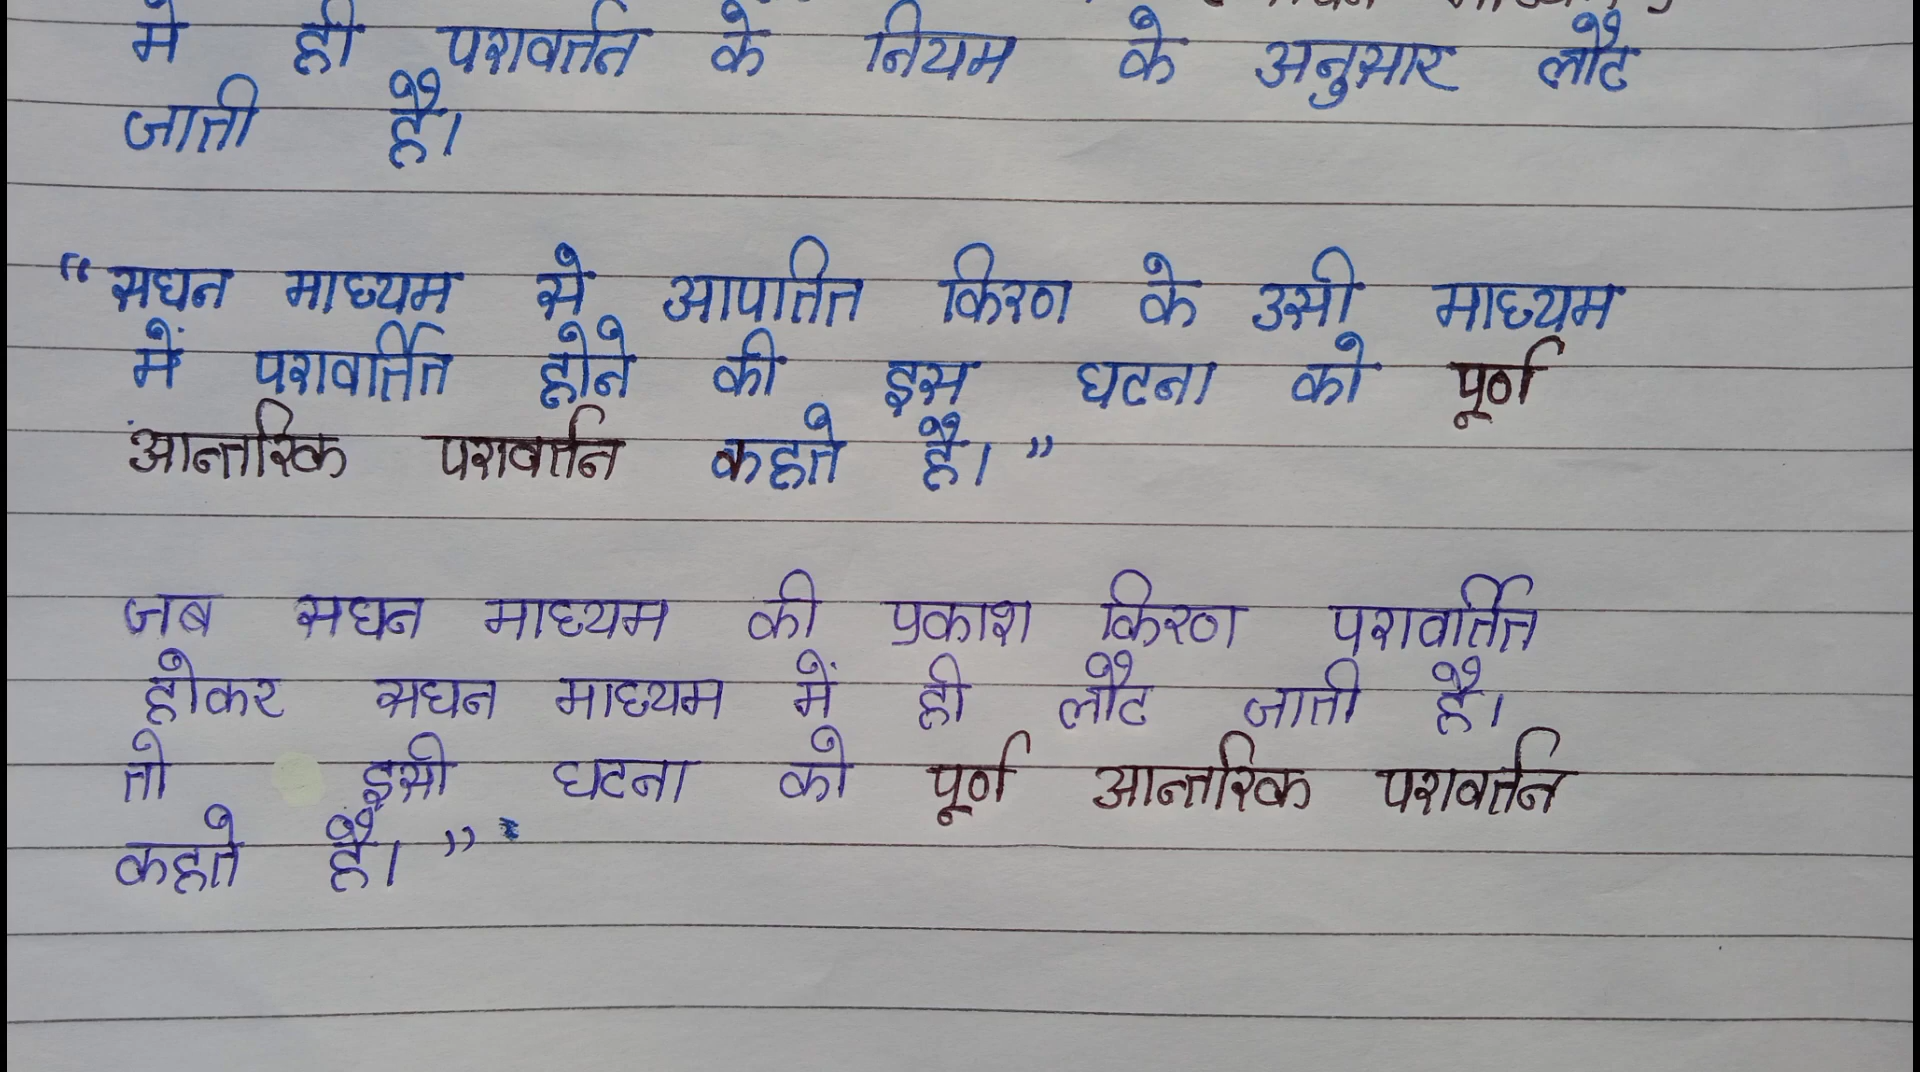 में ही परावर्तन के नियम के अनुसार लौट
जाती है।
“सघन माध्यम से आपतित किरण के उसी माध्यम
में परावर्तित होने की इस घटना को पूर्ण
आन्तरिक परावर्तन कहते है।”
जब सघन माध्यम की प्रकाश किरण परावर्तित
होकर सघन माध्यम में ही लौट जाती है।
तो इसी घटना को पूर्ण आन्तरिक परावर्तन
कहते है।”